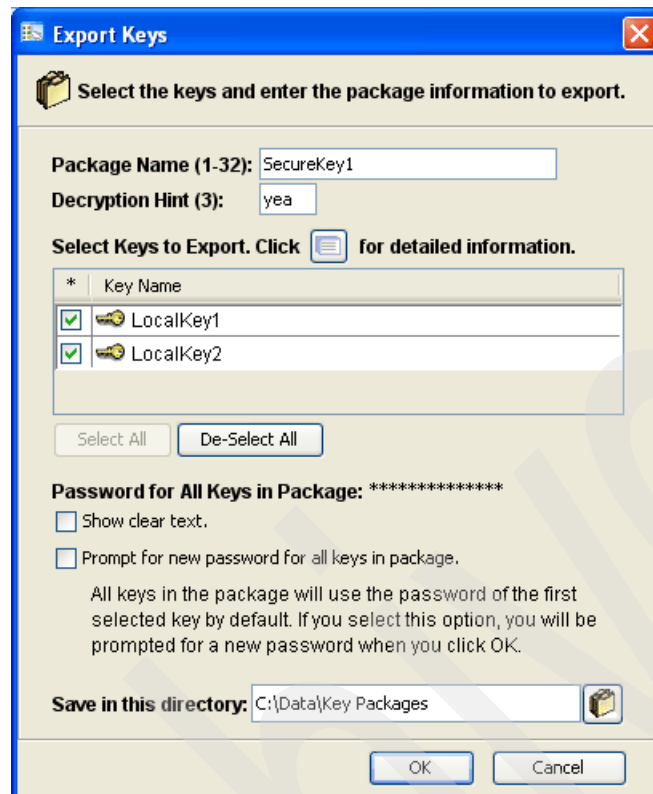 Export Keys
Select the keys and enter the package information to export.
Package Name (1-32): SecureKey1
Decryption Hint (3): yea
Select Keys to Export. Click for detailed information.
* Key Name
LocalKey1
LocalKey2
Select All De-Select All
Password for All Keys in Package: **************
Show clear text.
Prompt for new password for all keys in package.
All keys in the package will use the password of the first
selected key by default. If you select this option, you will be
prompted for a new password when you click OK.
Save in this directory: C:\Data\Key Packages
OK Cancel